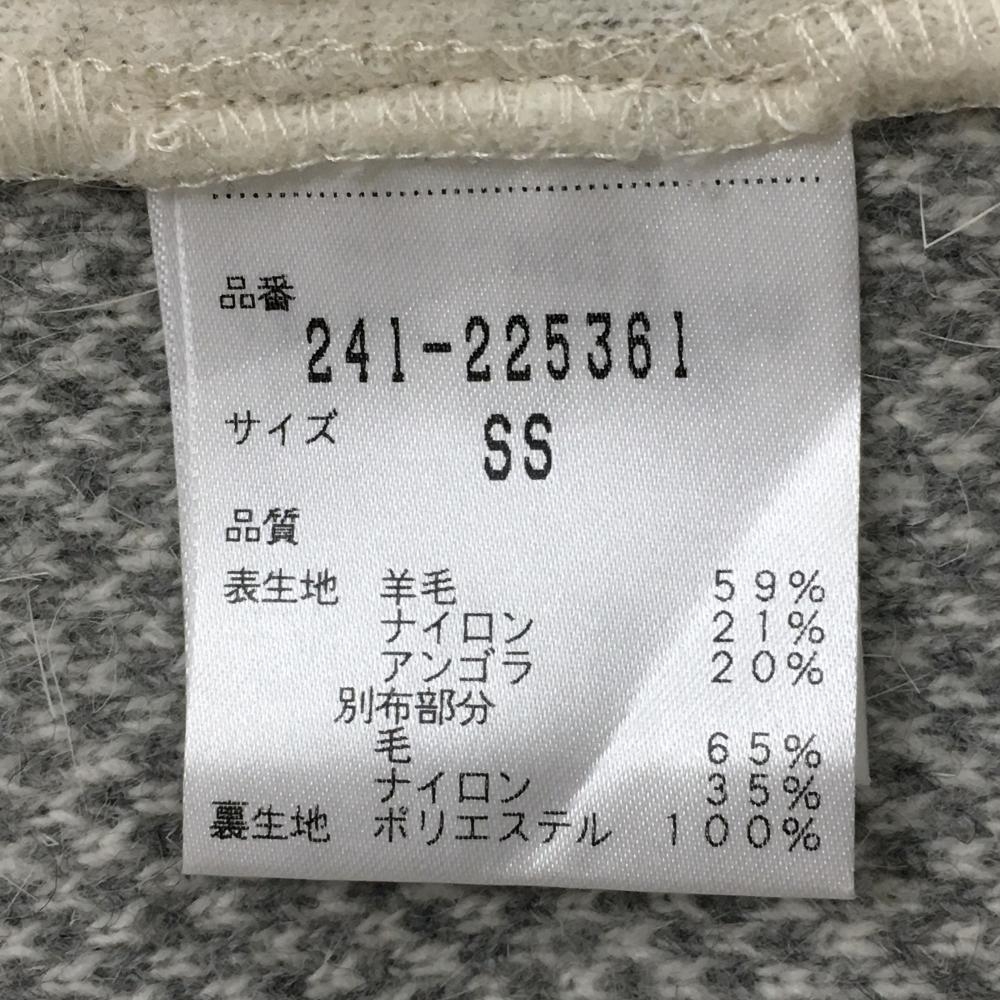 品番
241-225361
サイズ SS
品質
表生地 羊毛 59%
ナイロン 21%
アンゴラ 20%
別布部分
毛 65%
ナイロン 35%
裏生地 ポリエステル 100%